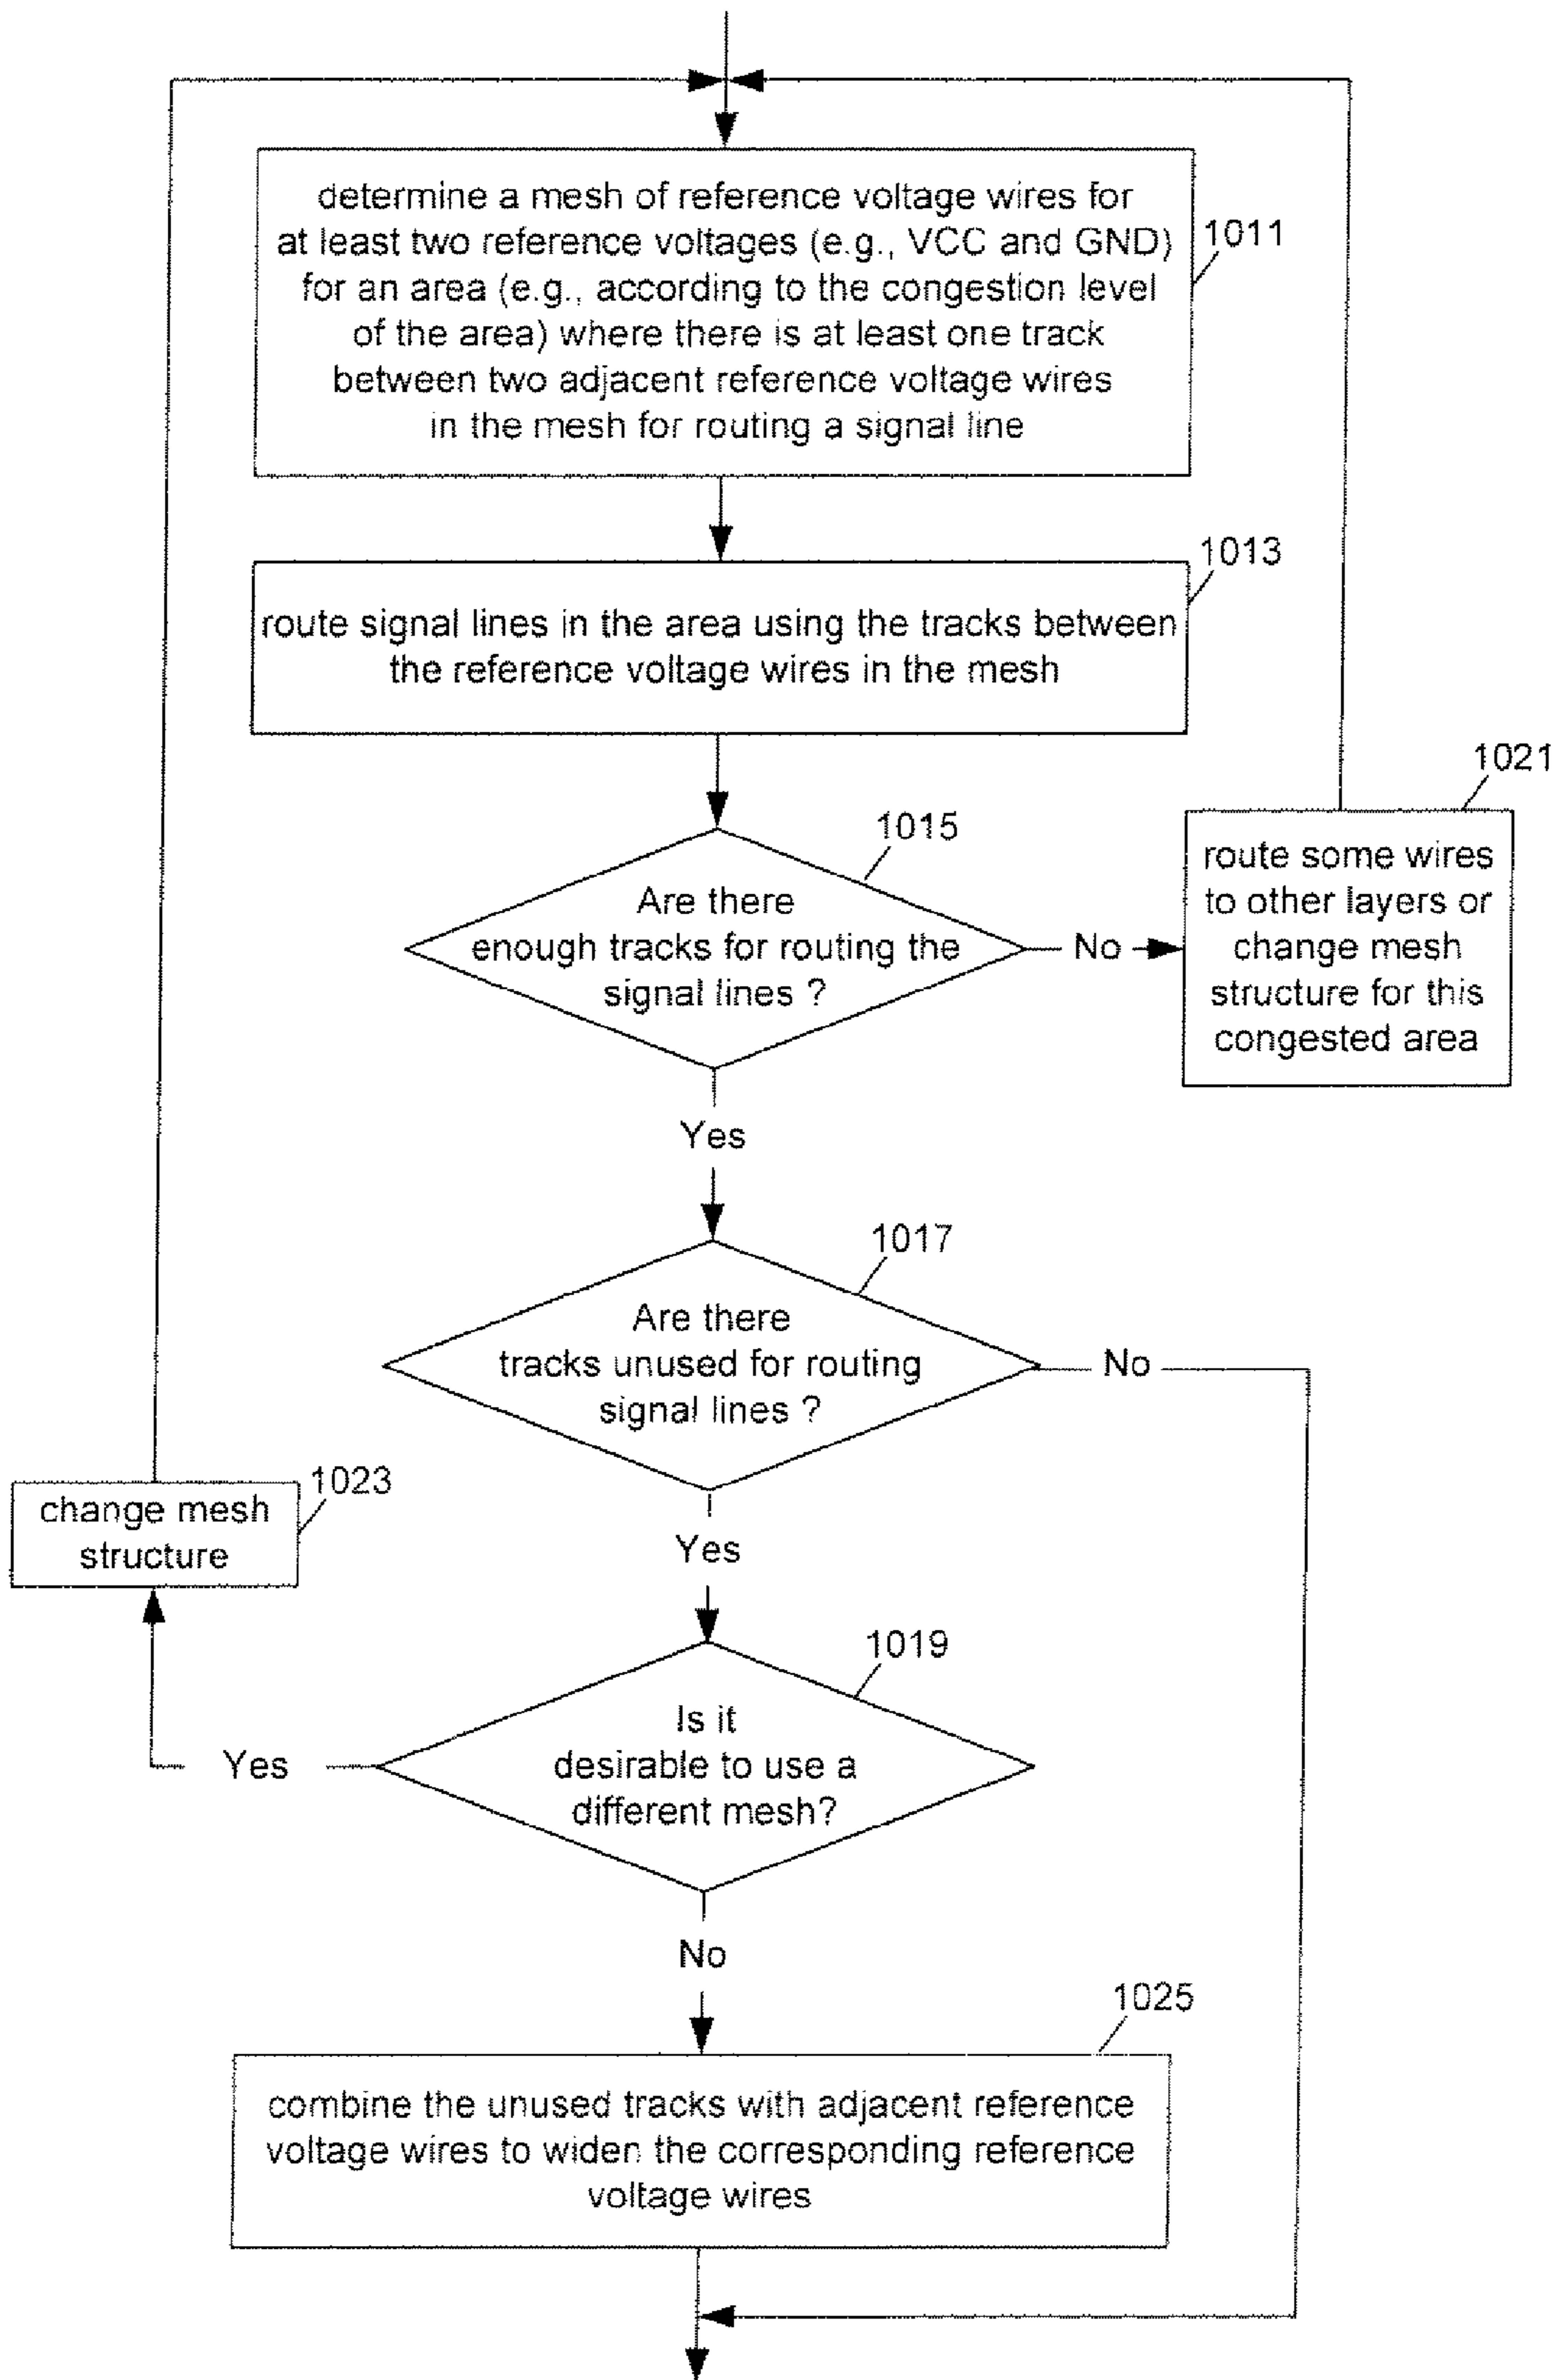 determine a mesh of reference voltage wires for
at least two reference voltages (e.g., VCC and GND)
for an area (e.g., according to the congestion level
of the area) where there is at least one track
between two adjacent reference voltage wires
in the mesh for routing a signal line
1011
1013
route signal lines in the area using the tracks between
the reference voltage wires in the mesh
1015
Are there
enough tracks for routing the
signal lines ?
No
1021
route some wires
to other layers or
change mesh
structure for this
congested area
Yes
1017
Are there
tracks unused for routing
signal lines ?
No
1023
change mesh
structure
Yes
1019
Is it
desirable to use a
different mesh?
Yes
No
1025
combine the unused tracks with adjacent reference
voltage wires to widen the corresponding reference
voltage wires